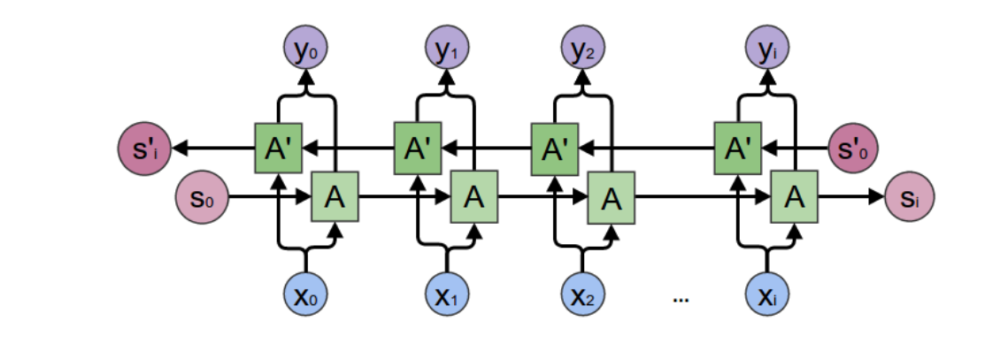 y₀ y₁ y₂ yᵢ
s'ᵢ A' A' A' A' s'₀
s₀ A A A A sᵢ
x₀ x₁ x₂ ... xᵢ